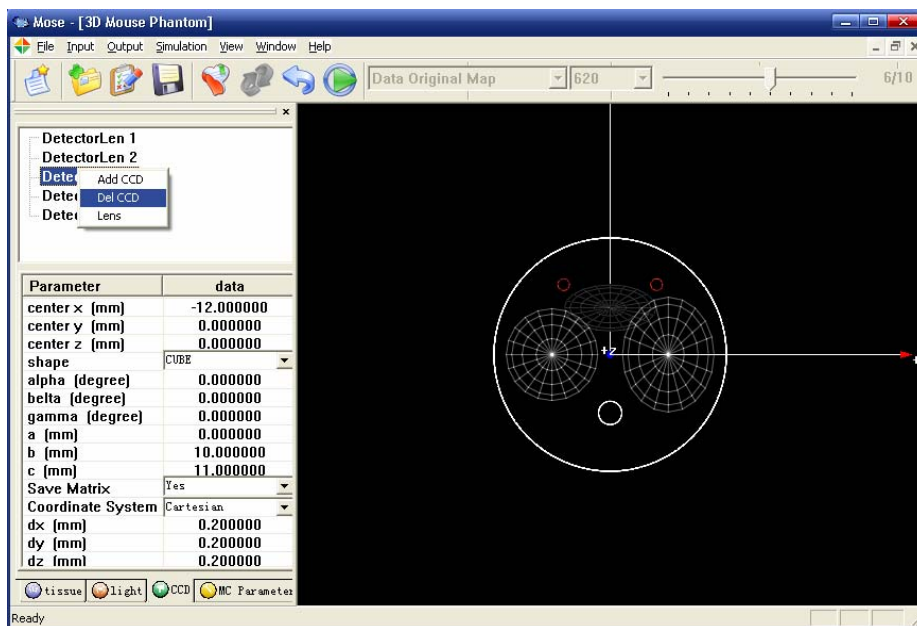 Mose - [3D Mouse Phantom]
File Input Output Simulation View Window Help
Data Original Map 620 6/10
DetectorLen 1
DetectorLen 2
Detec
Detec
Detec
Add CCD
Del CCD
Lens
Parameter data
center x (mm) -12.000000
center y (mm) 0.000000
center z (mm) 0.000000
shape CUBE
alpha (degree) 0.000000
belta (degree) 0.000000
gamma (degree) 0.000000
a (mm) 0.000000
b (mm) 10.000000
c (mm) 11.000000
Save Matrix Yes
Coordinate System Cartesian
dx (mm) 0.200000
dy (mm) 0.200000
dz (mm) 0.200000
+z
tissue light CCD MC Parameter
Ready